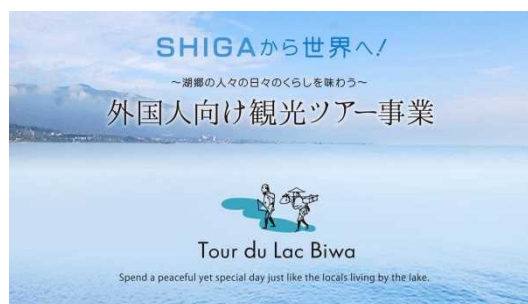 SHIGAから世界へ!
～湖郷の人々の日々のくらしを味わう～
外国人向け観光ツアー事業
Tour du Lac Biwa
Spend a peaceful yet special day just like the locals living by the lake.